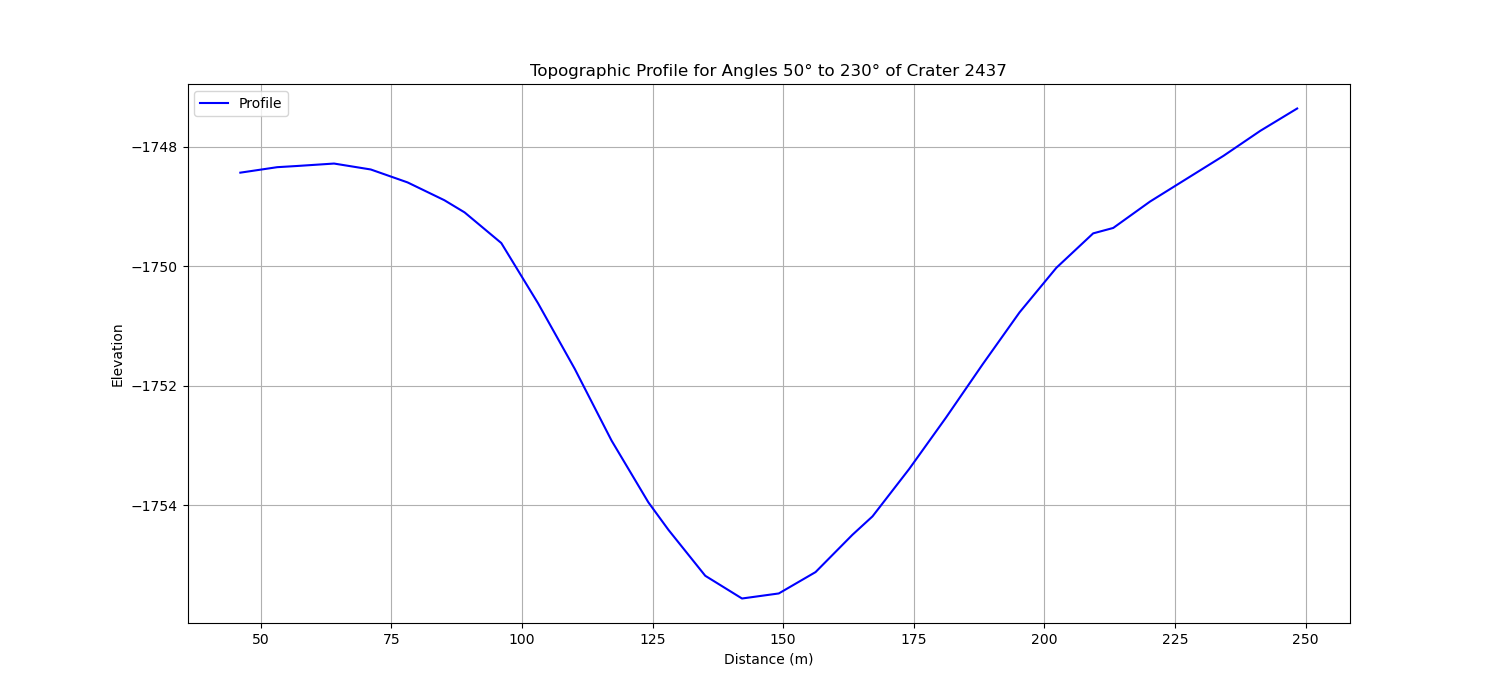 Topographic Profile for Angles 50° to 230° of Crater 2437
Profile
−1748
−1750
−1752
−1754
Elevation
50 75 100 125 150 175 200 225 250
Distance (m)